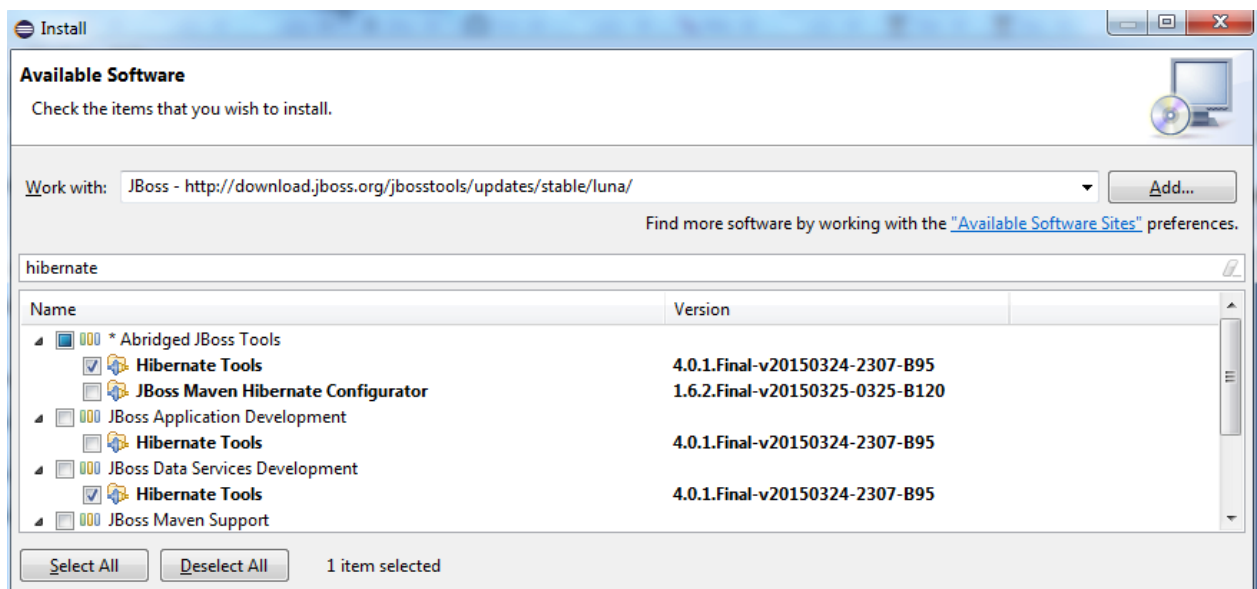 Install
Available Software
Check the items that you wish to install.
Work with: JBoss - http://download.jboss.org/jbosstools/updates/stable/luna/ Add...
Find more software by working with the "Available Software Sites" preferences.
hibernate
Name Version
* Abridged JBoss Tools
Hibernate Tools 4.0.1.Final-v20150324-2307-B95
JBoss Maven Hibernate Configurator 1.6.2.Final-v20150325-0325-B120
JBoss Application Development
Hibernate Tools 4.0.1.Final-v20150324-2307-B95
JBoss Data Services Development
Hibernate Tools 4.0.1.Final-v20150324-2307-B95
JBoss Maven Support
Select All Deselect All 1 item selected